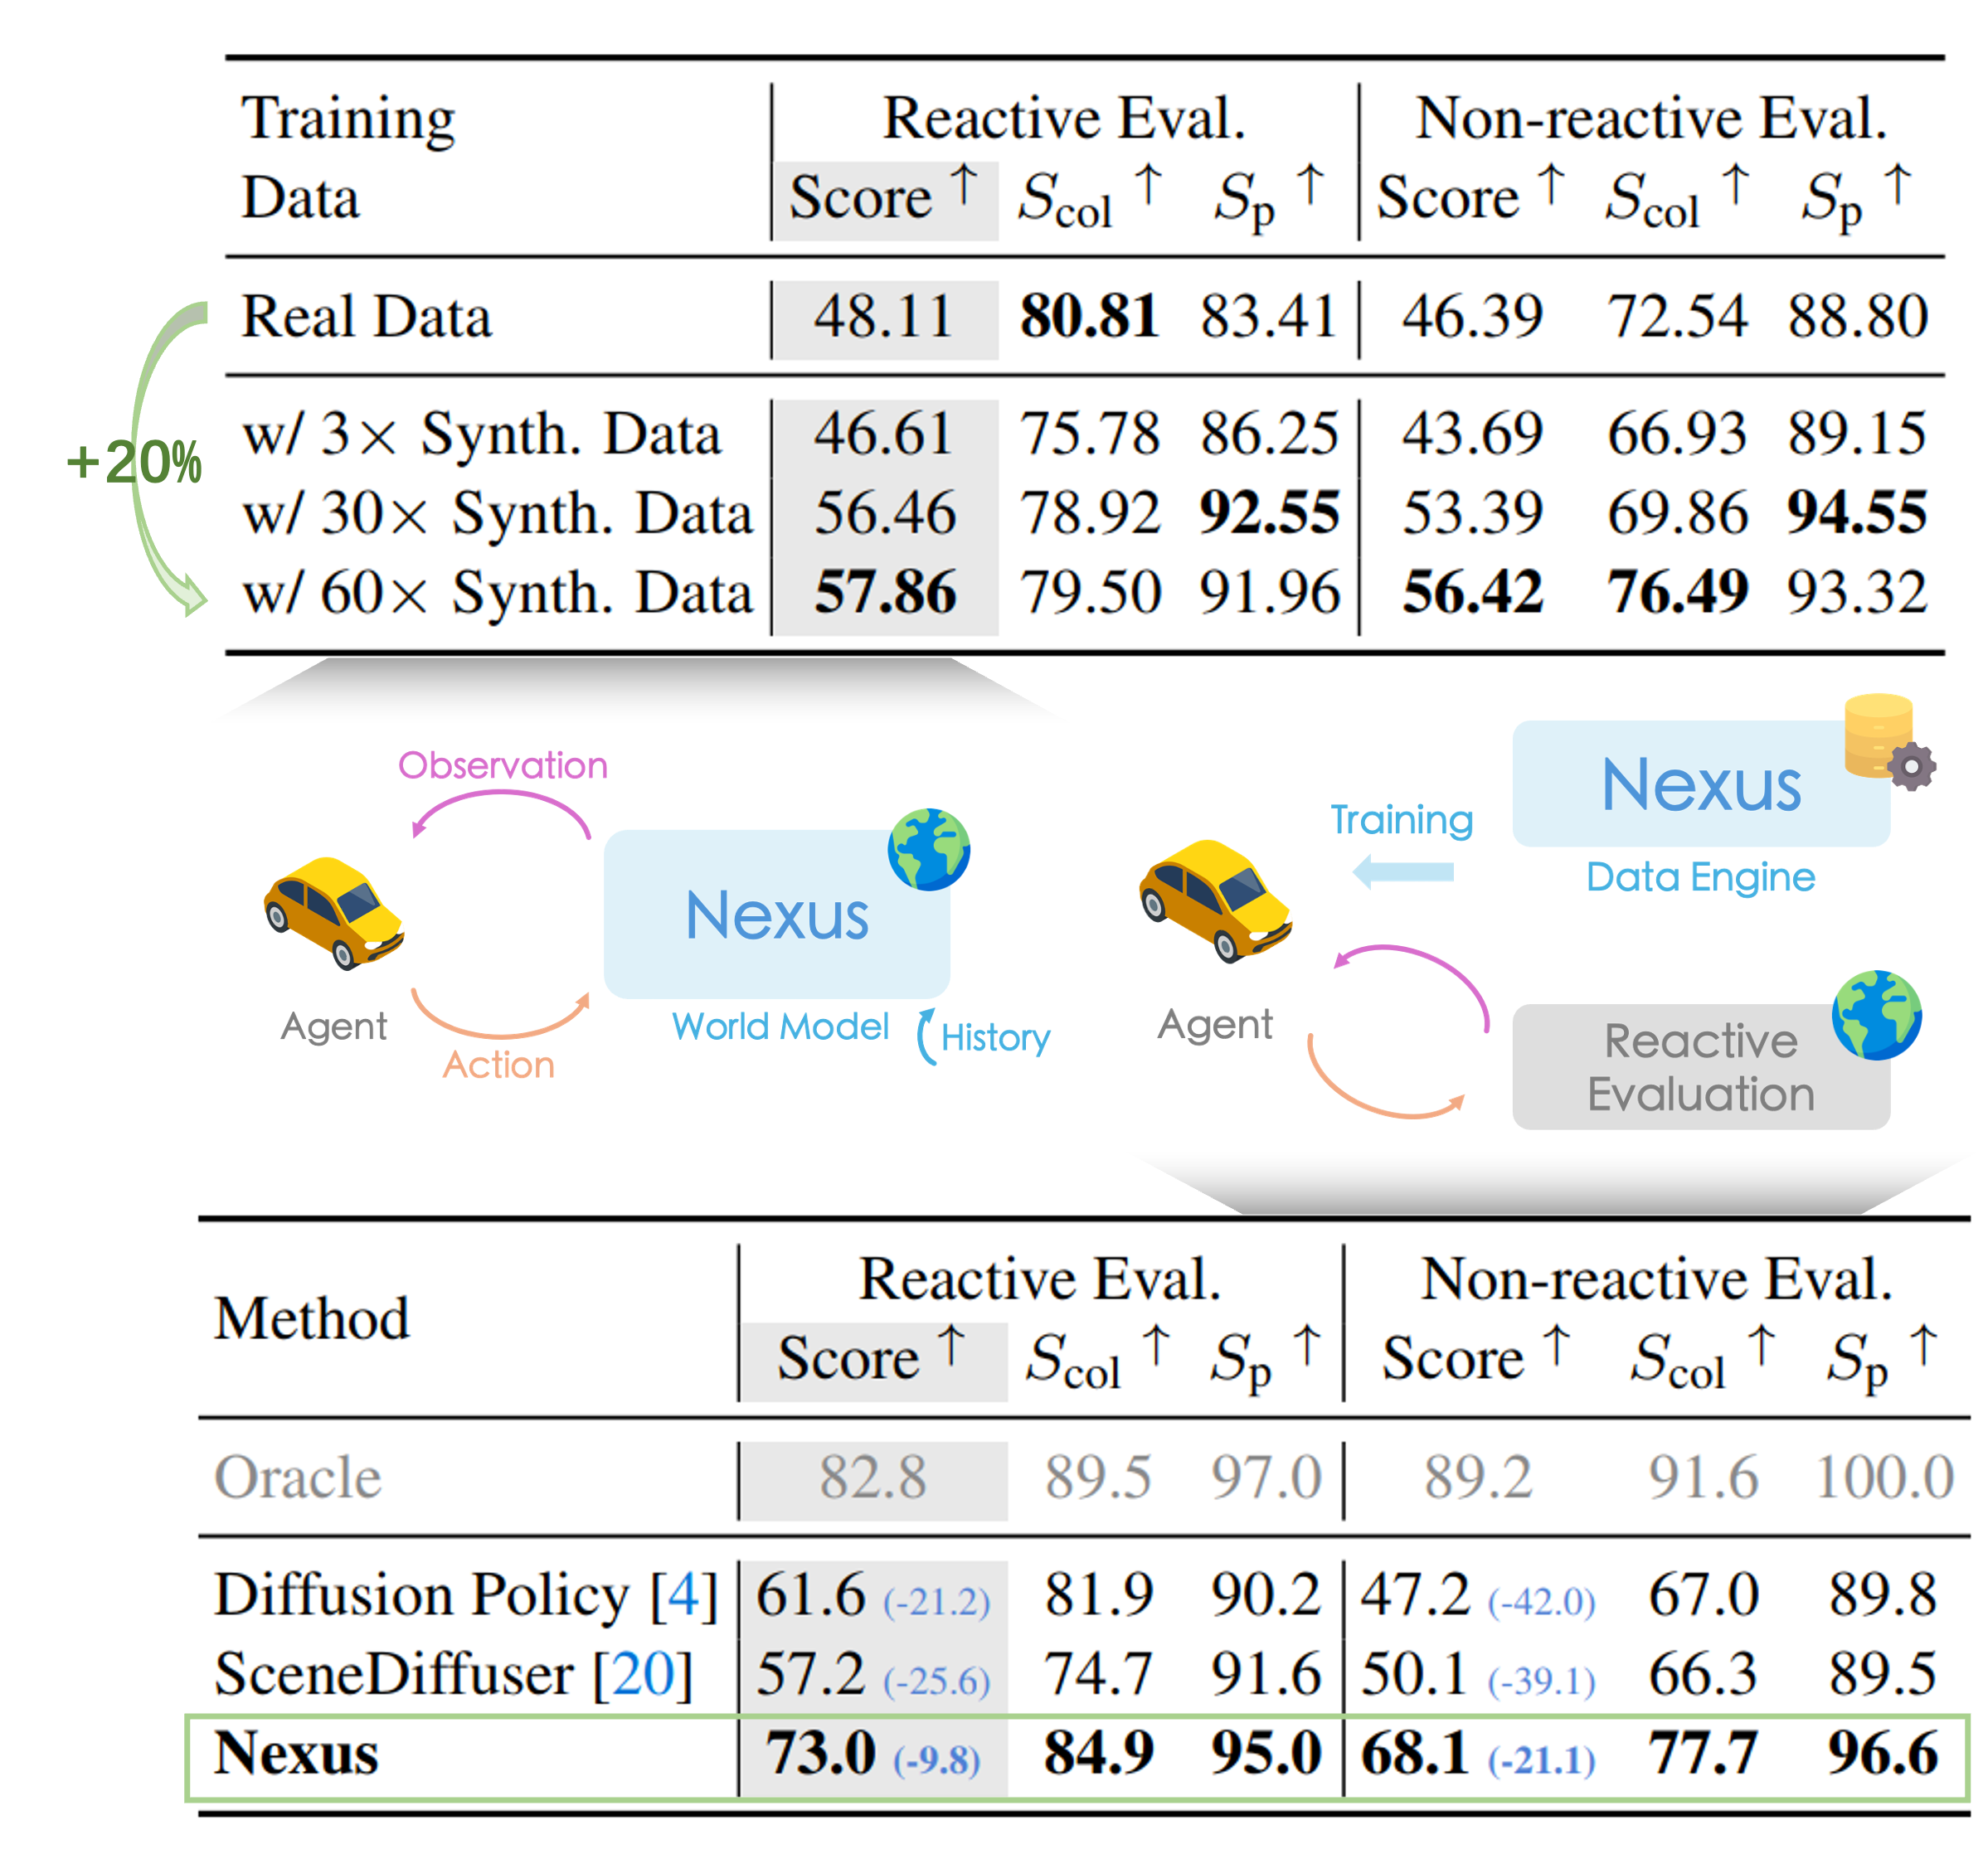 Training Data | Reactive Eval. | Non-reactive Eval.
Score ↑ S_col ↑ S_p ↑ | Score ↑ S_col ↑ S_p ↑
Real Data 48.11 80.81 83.41 46.39 72.54 88.80
w/ 3× Synth. Data 46.61 75.78 86.25 43.69 66.93 89.15
w/ 30× Synth. Data 56.46 78.92 92.55 53.39 69.86 94.55
w/ 60× Synth. Data 57.86 79.50 91.96 56.42 76.49 93.32
+20%
Observation
Nexus
Agent
World Model
History
Action
Nexus
Training
Data Engine
Agent
Reactive
Evaluation
Method | Reactive Eval. | Non-reactive Eval.
Score ↑ S_col ↑ S_p ↑ | Score ↑ S_col ↑ S_p ↑
Oracle 82.8 89.5 97.0 89.2 91.6 100.0
Diffusion Policy [4] 61.6 (-21.2) 81.9 90.2 47.2 (-42.0) 67.0 89.8
SceneDiffuser [20] 57.2 (-25.6) 74.7 91.6 50.1 (-39.1) 66.3 89.5
Nexus 73.0 (-9.8) 84.9 95.0 68.1 (-21.1) 77.7 96.6